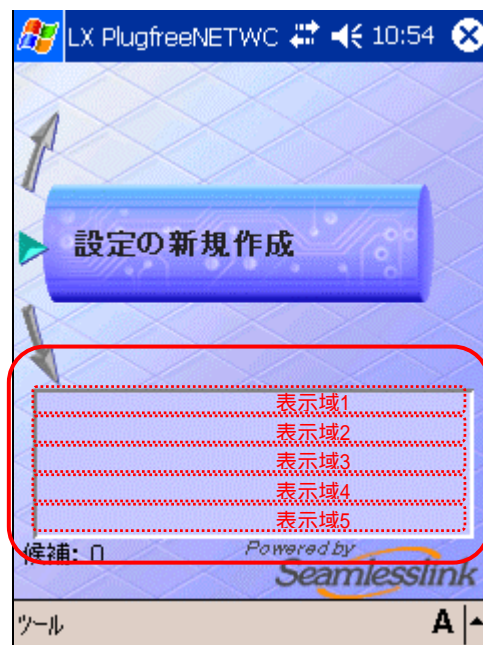 LX PlugfreeNETWC 10:54
設定の新規作成
表示域1
表示域2
表示域3
表示域4
表示域5
候補: 0
Powered by
Seamlesslink
ツール A